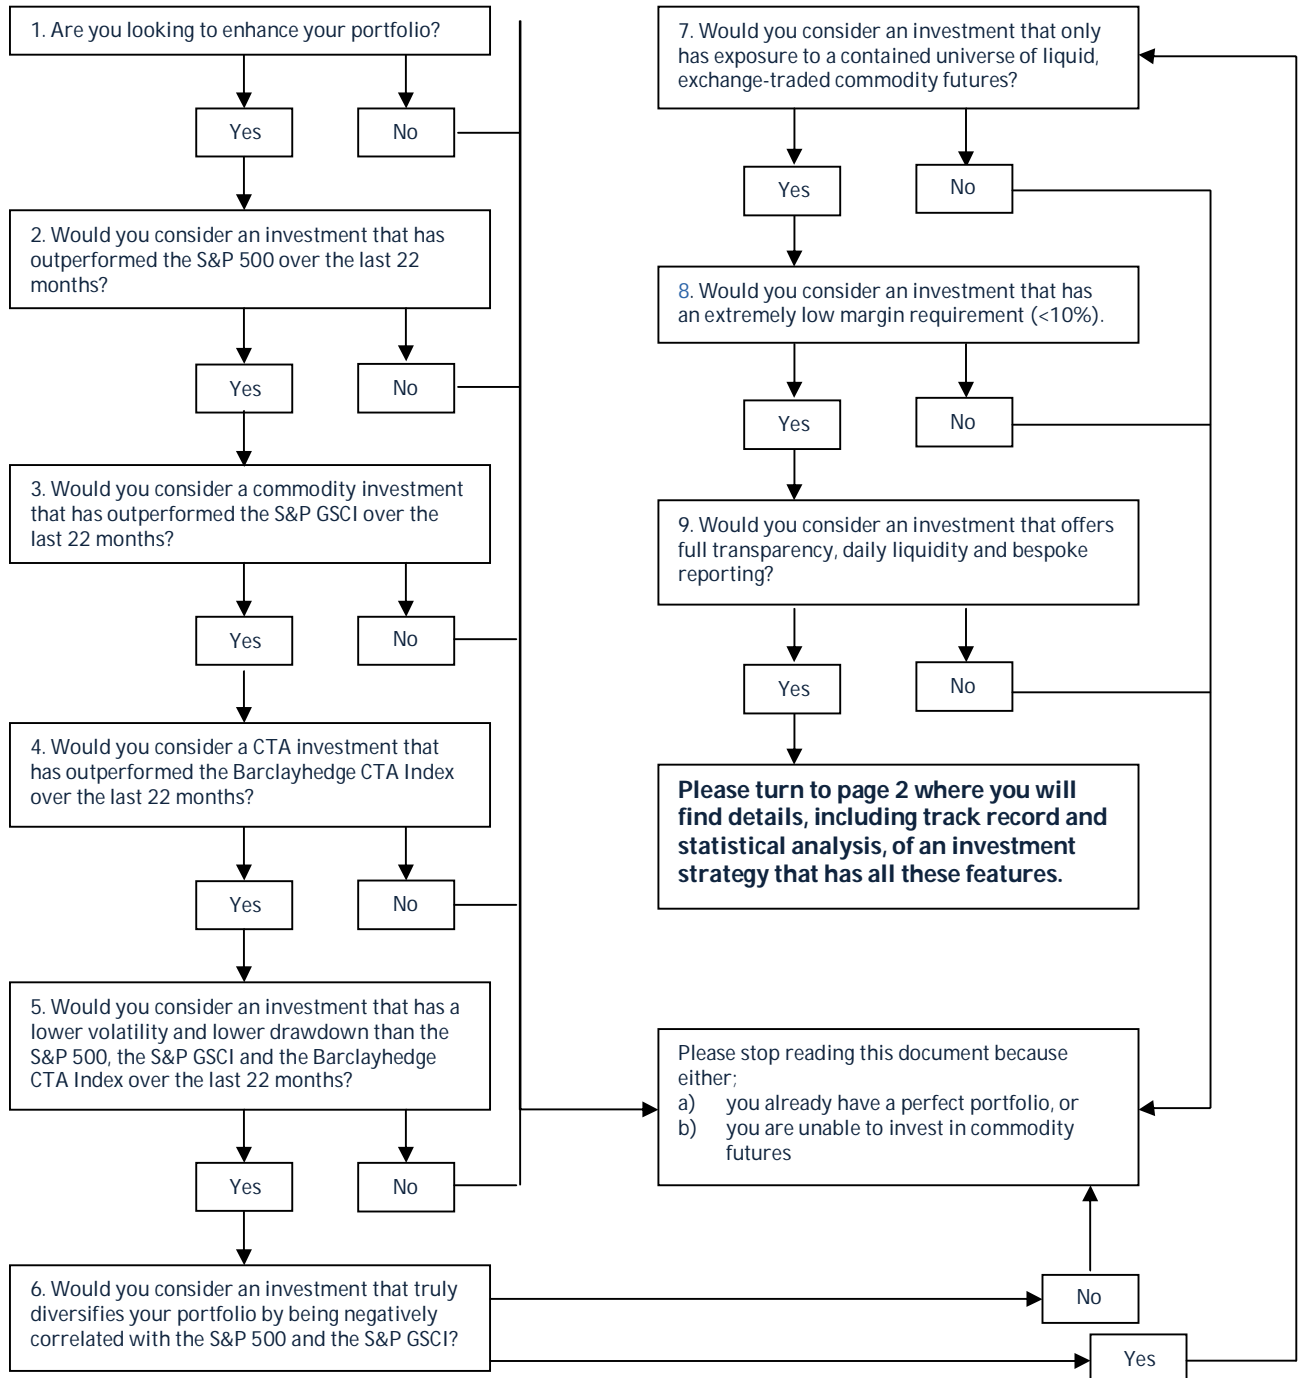 1. Are you looking to enhance your portfolio?
Yes
No
2. Would you consider an investment that has
outperformed the S&P 500 over the last 22
months?
Yes
No
3. Would you consider a commodity investment
that has outperformed the S&P GSCI over the
last 22 months?
Yes
No
4. Would you consider a CTA investment that
has outperformed the Barclayhedge CTA Index
over the last 22 months?
Yes
No
5. Would you consider an investment that has a
lower volatility and lower drawdown than the
S&P 500, the S&P GSCI and the Barclayhedge
CTA Index over the last 22 months?
Yes
No
6. Would you consider an investment that truly
diversifies your portfolio by being negatively
correlated with the S&P 500 and the S&P GSCI?
No
Yes
7. Would you consider an investment that only
has exposure to a contained universe of liquid,
exchange-traded commodity futures?
Yes
No
8. Would you consider an investment that has
an extremely low margin requirement (<10%).
Yes
No
9. Would you consider an investment that offers
full transparency, daily liquidity and bespoke
reporting?
Yes
No
Please turn to page 2 where you will
find details, including track record and
statistical analysis, of an investment
strategy that has all these features.
Please stop reading this document because
either;
a) you already have a perfect portfolio, or
b) you are unable to invest in commodity
futures